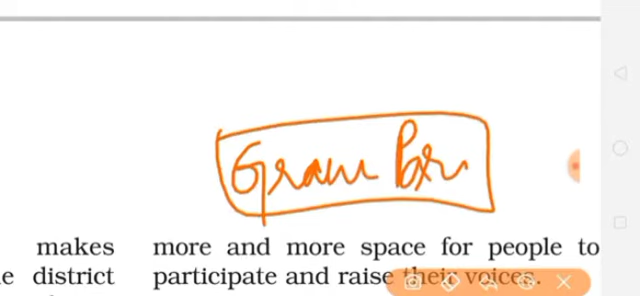 Gram
makes more and more space for people to
e district participate and raise their voices.